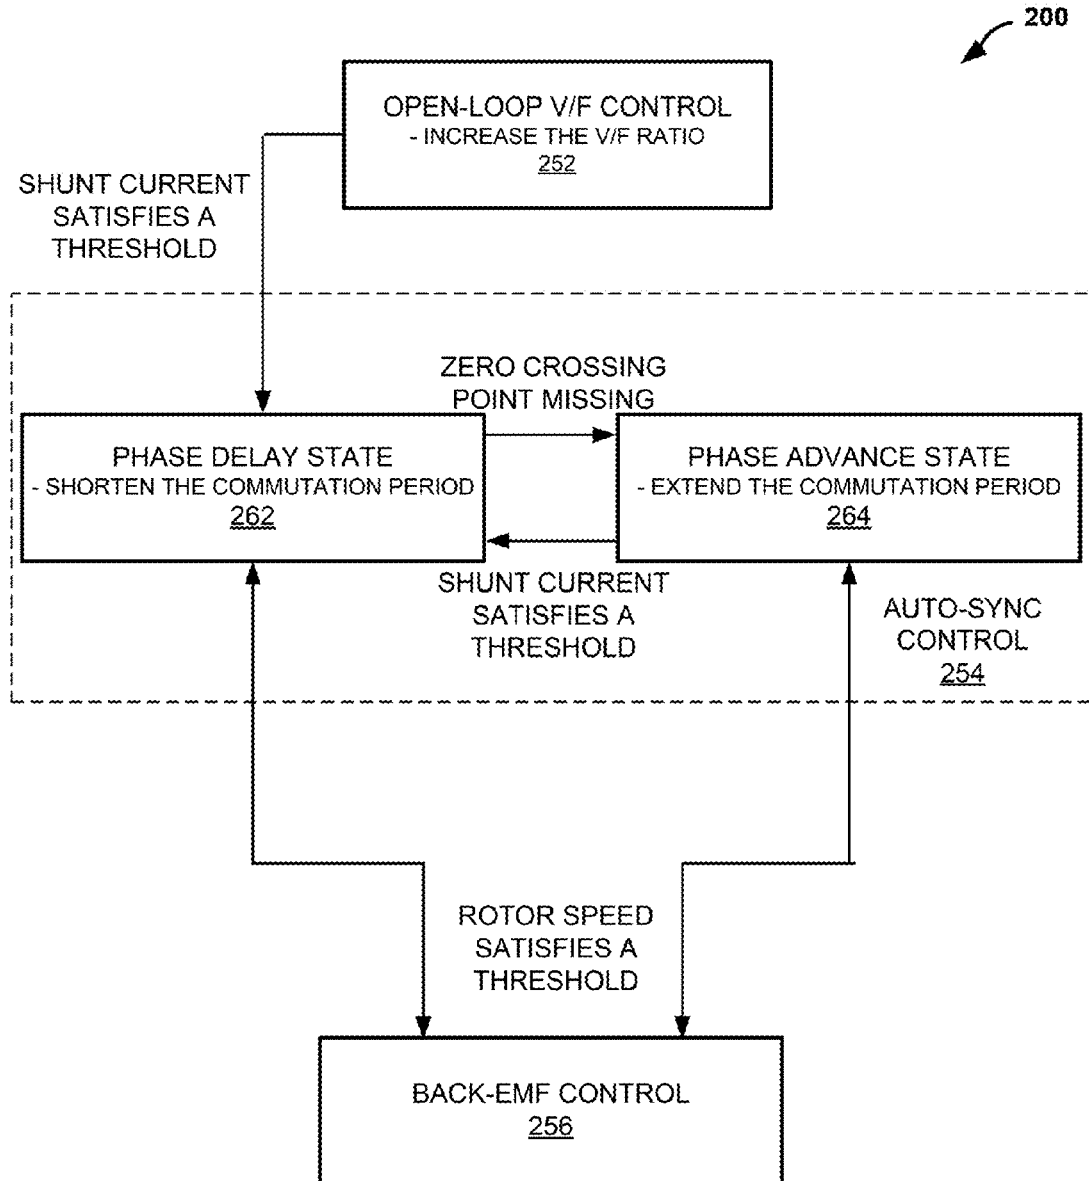 200
OPEN-LOOP V/F CONTROL
- INCREASE THE V/F RATIO
252
SHUNT CURRENT
SATISFIES A
THRESHOLD
ZERO CROSSING
POINT MISSING
PHASE DELAY STATE
- SHORTEN THE COMMUTATION PERIOD
262
PHASE ADVANCE STATE
- EXTEND THE COMMUTATION PERIOD
264
SHUNT CURRENT
SATISFIES A
THRESHOLD
AUTO-SYNC
CONTROL
254
ROTOR SPEED
SATISFIES A
THRESHOLD
BACK-EMF CONTROL
256